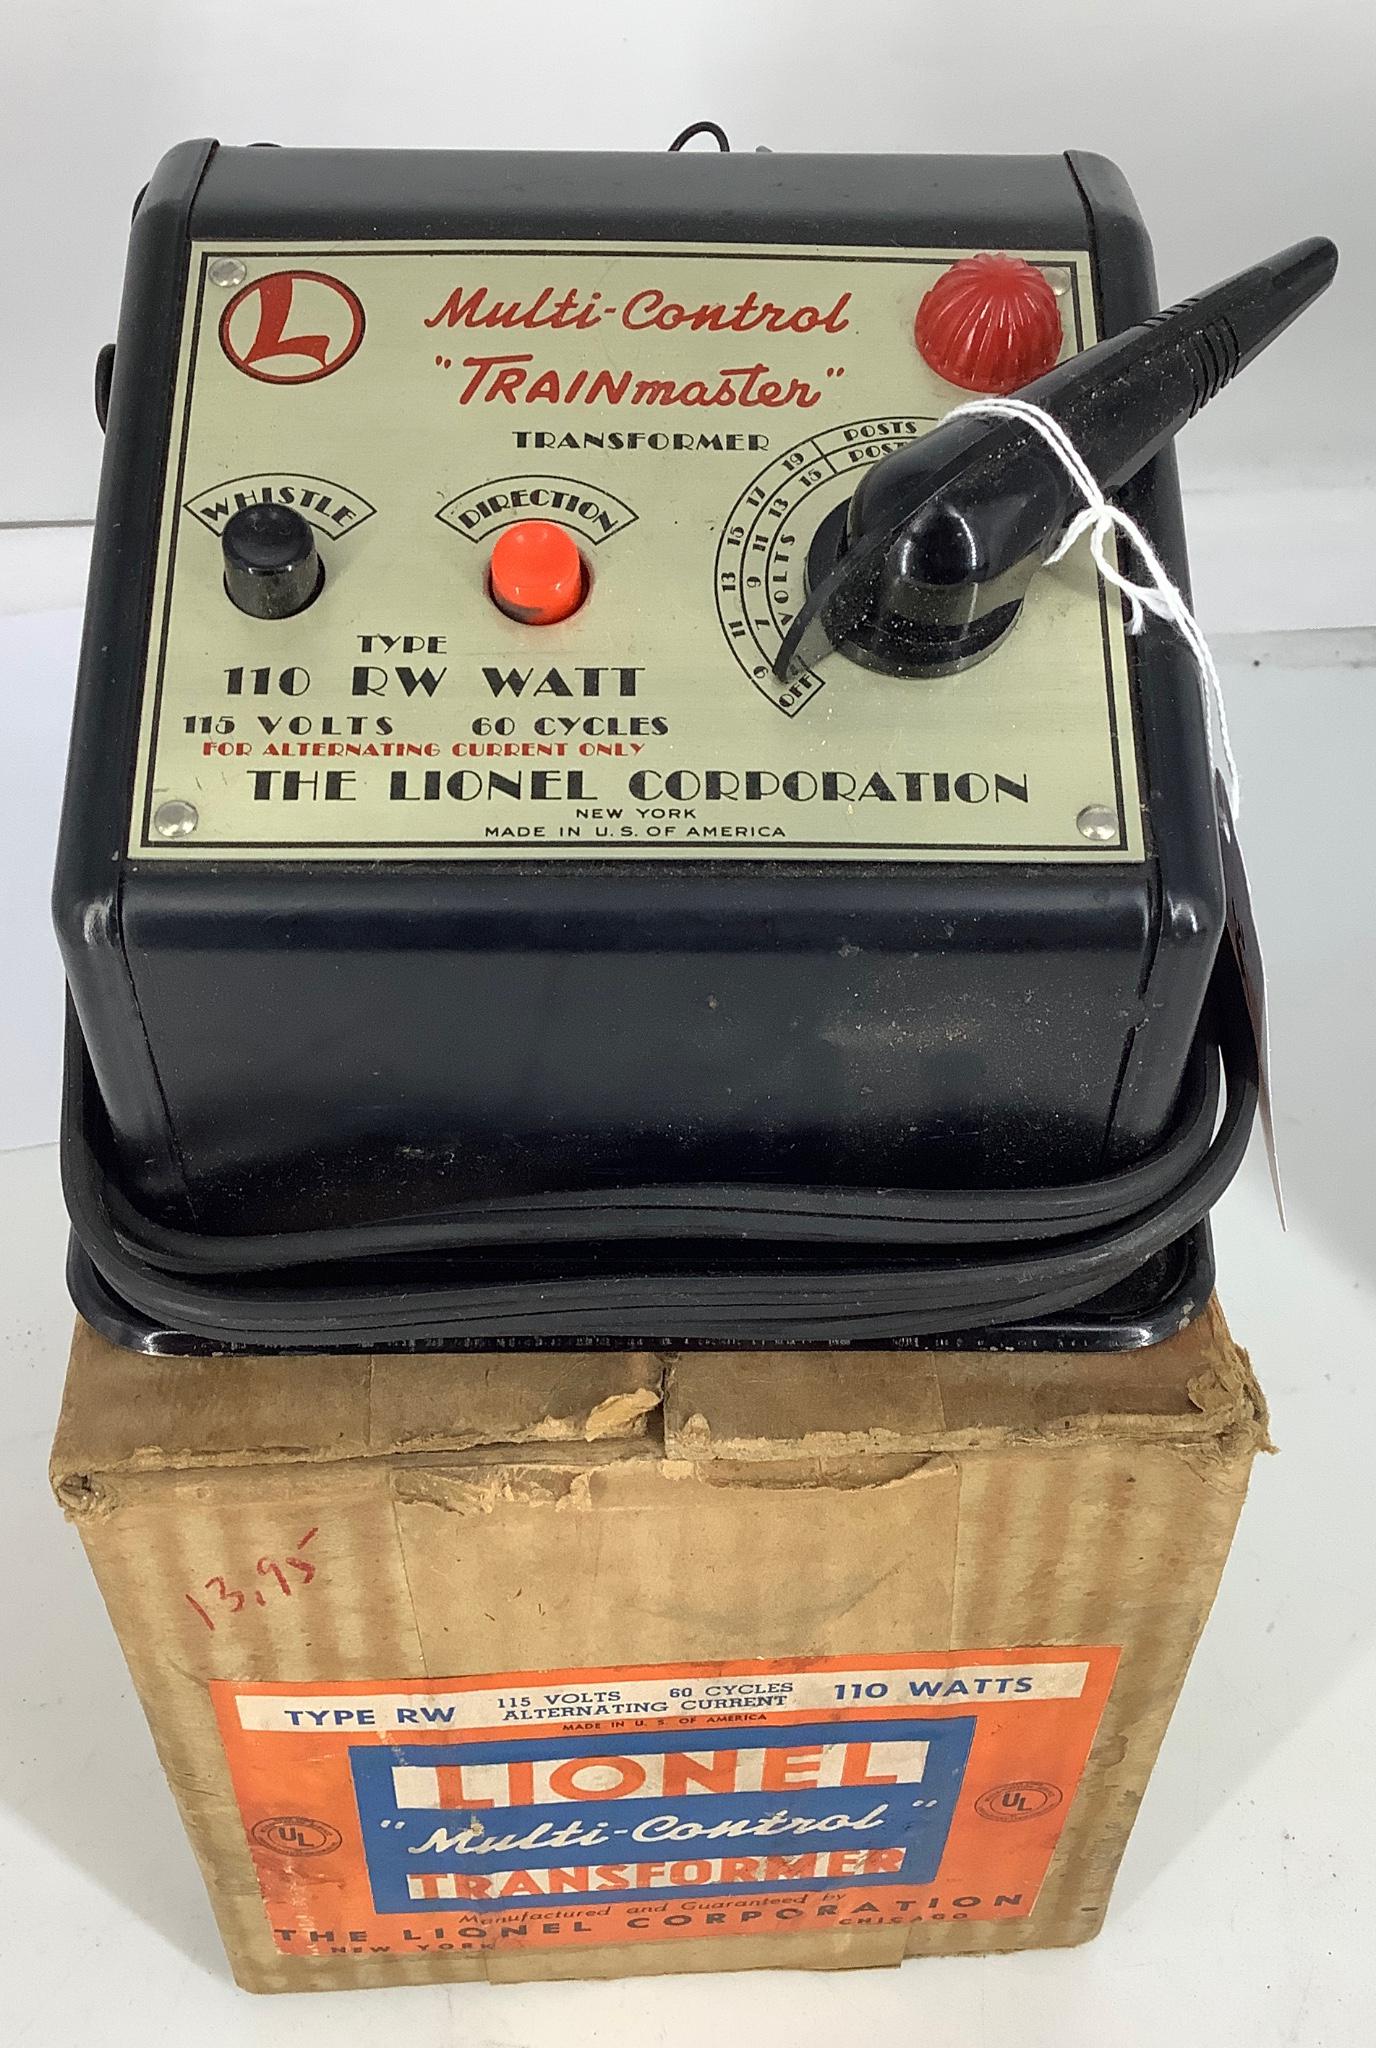 L
Multi-Control
"TRAINmaster"
TRANSFORMER
WHISTLE
DIRECTION
POSTS
19 17 15 13 11 6
15 13 11 9 7
VOLTS
OFF
TYPE
110 RW WATT
115 VOLTS 60 CYCLES
FOR ALTERNATING CURRENT ONLY
THE LIONEL CORPORATION
NEW YORK
MADE IN U.S. OF AMERICA
13.95
TYPE RW 115 VOLTS 60 CYCLES 110 WATTS
ALTERNATING CURRENT
MADE IN U. S. OF AMERICA
LIONEL
"Multi-Control"
TRANSFORMER
UL
UL
Manufactured and Guaranteed by
THE LIONEL CORPORATION
NEW YORK CHICAGO